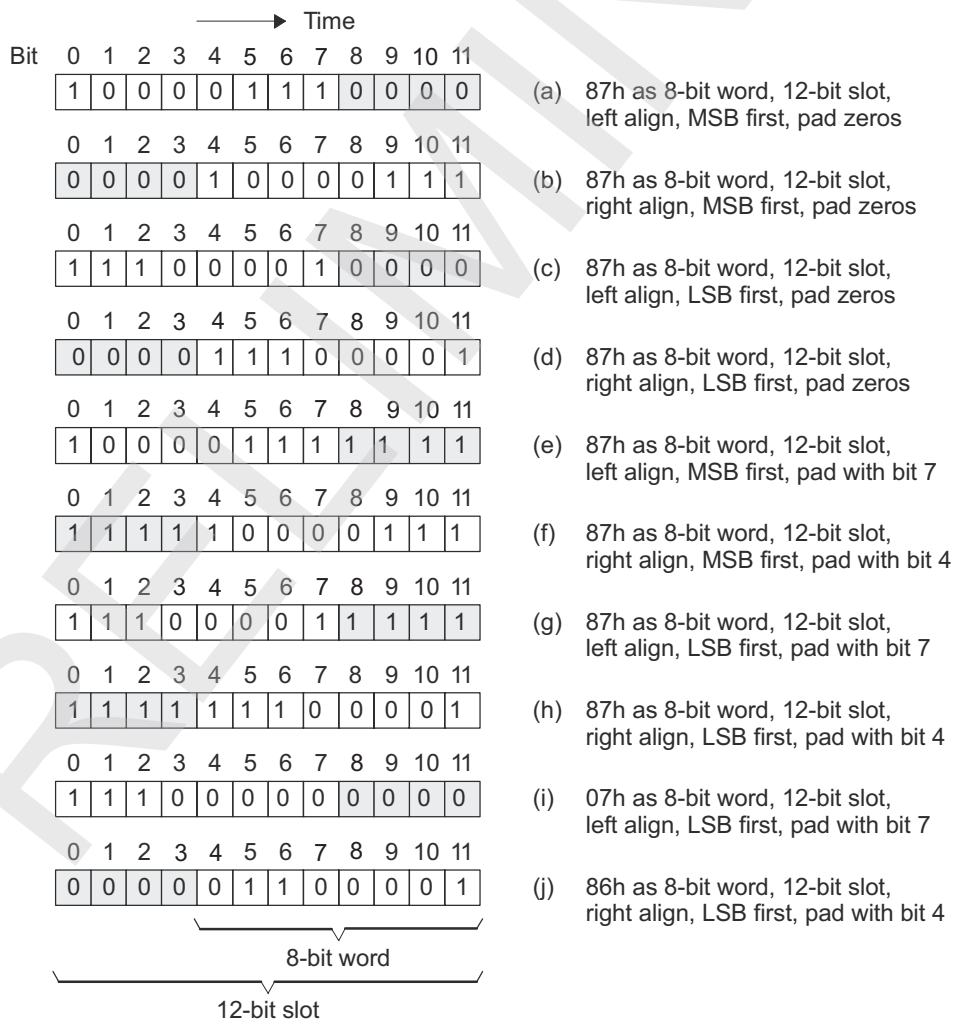 Time
Bit 0 1 2 3 4 5 6 7 8 9 10 11
1 0 0 0 0 1 1 1 0 0 0 0
(a) 87h as 8-bit word, 12-bit slot,
left align, MSB first, pad zeros
0 1 2 3 4 5 6 7 8 9 10 11
0 0 0 0 1 0 0 0 0 1 1 1
(b) 87h as 8-bit word, 12-bit slot,
right align, MSB first, pad zeros
0 1 2 3 4 5 6 7 8 9 10 11
1 1 1 0 0 0 0 1 0 0 0 0
(c) 87h as 8-bit word, 12-bit slot,
left align, LSB first, pad zeros
0 1 2 3 4 5 6 7 8 9 10 11
0 0 0 0 1 1 1 0 0 0 0 1
(d) 87h as 8-bit word, 12-bit slot,
right align, LSB first, pad zeros
0 1 2 3 4 5 6 7 8 9 10 11
1 0 0 0 0 1 1 1 1 1 1 1
(e) 87h as 8-bit word, 12-bit slot,
left align, MSB first, pad with bit 7
0 1 2 3 4 5 6 7 8 9 10 11
1 1 1 1 1 0 0 0 0 1 1 1
(f) 87h as 8-bit word, 12-bit slot,
right align, MSB first, pad with bit 4
0 1 2 3 4 5 6 7 8 9 10 11
1 1 1 0 0 0 0 1 1 1 1 1
(g) 87h as 8-bit word, 12-bit slot,
left align, LSB first, pad with bit 7
0 1 2 3 4 5 6 7 8 9 10 11
1 1 1 1 1 1 1 0 0 0 0 1
(h) 87h as 8-bit word, 12-bit slot,
right align, LSB first, pad with bit 4
0 1 2 3 4 5 6 7 8 9 10 11
1 1 1 0 0 0 0 0 0 0 0 0
(i) 07h as 8-bit word, 12-bit slot,
left align, LSB first, pad with bit 7
0 1 2 3 4 5 6 7 8 9 10 11
0 0 0 0 0 1 1 0 0 0 0 1
(j) 86h as 8-bit word, 12-bit slot,
right align, LSB first, pad with bit 4
8-bit word
12-bit slot
RELIMI